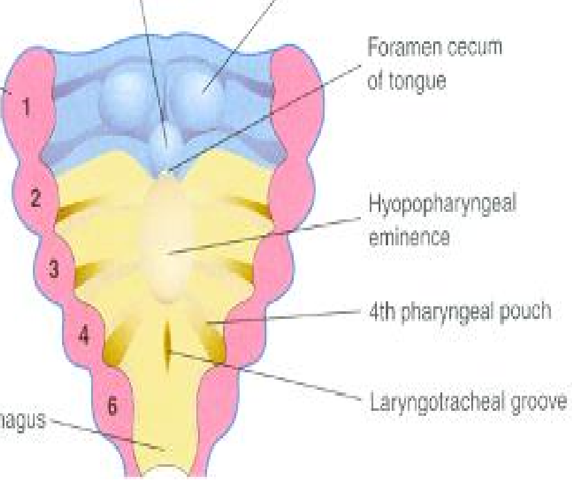 Foramen cecum
of tongue
1
2
Hyopopharyngeal
eminence
3
4th pharyngeal pouch
4
Laryngotracheal groove
6